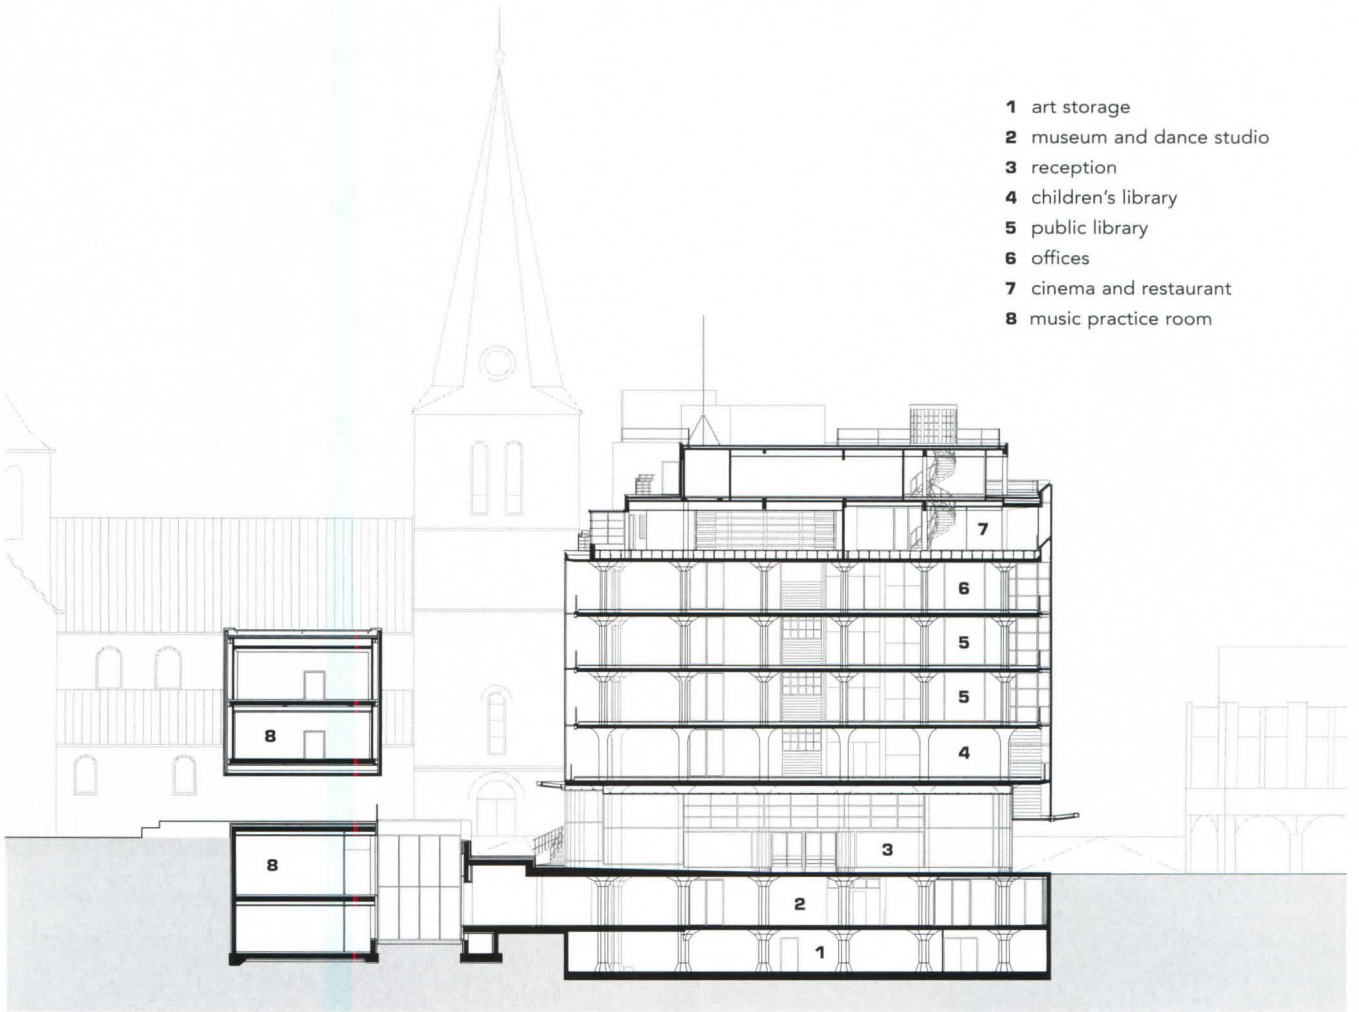 1 art storage
2 museum and dance studio
3 reception
4 children's library
5 public library
6 offices
7 cinema and restaurant
8 music practice room
7
6
5
5
8
4
8
3
2
1